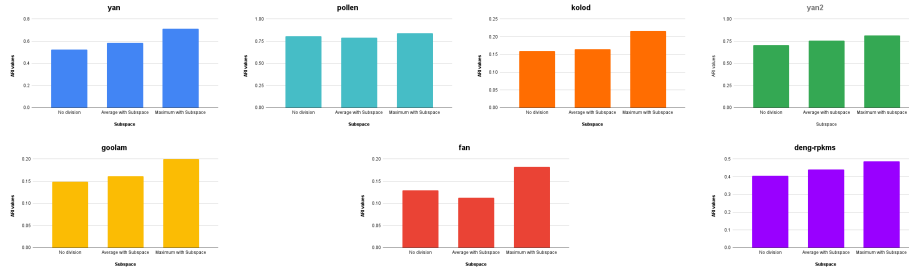 yan
0.8
0.6
0.4
0.2
0.0
ARI values
No division Average with Subspace Maximum with Subspace
Subspace
pollen
1.00
0.75
0.50
0.25
0.00
ARI values
No division Average with Subspace Maximum with Subspace
Subspace
kolod
0.25
0.20
0.15
0.10
0.05
0.00
ARI values
No division Average with Subspace Maximum with Subspace
Subspace
yan2
1.00
0.75
0.50
0.25
0.00
ARI values
No division Average with Subspace Maximum with Subspace
Subspace
goolam
0.20
0.15
0.10
0.05
0.00
ARI values
No division Average with Subspace Maximum with Subspace
Subspace
fan
0.20
0.15
0.10
0.05
0.00
ARI values
No division Average with Subspace Maximum with Subspace
Subspace
deng-rpkms
0.5
0.4
0.3
0.2
0.1
0.0
ARI values
No division Average with Subspace Maximum with Subspace
Subspace